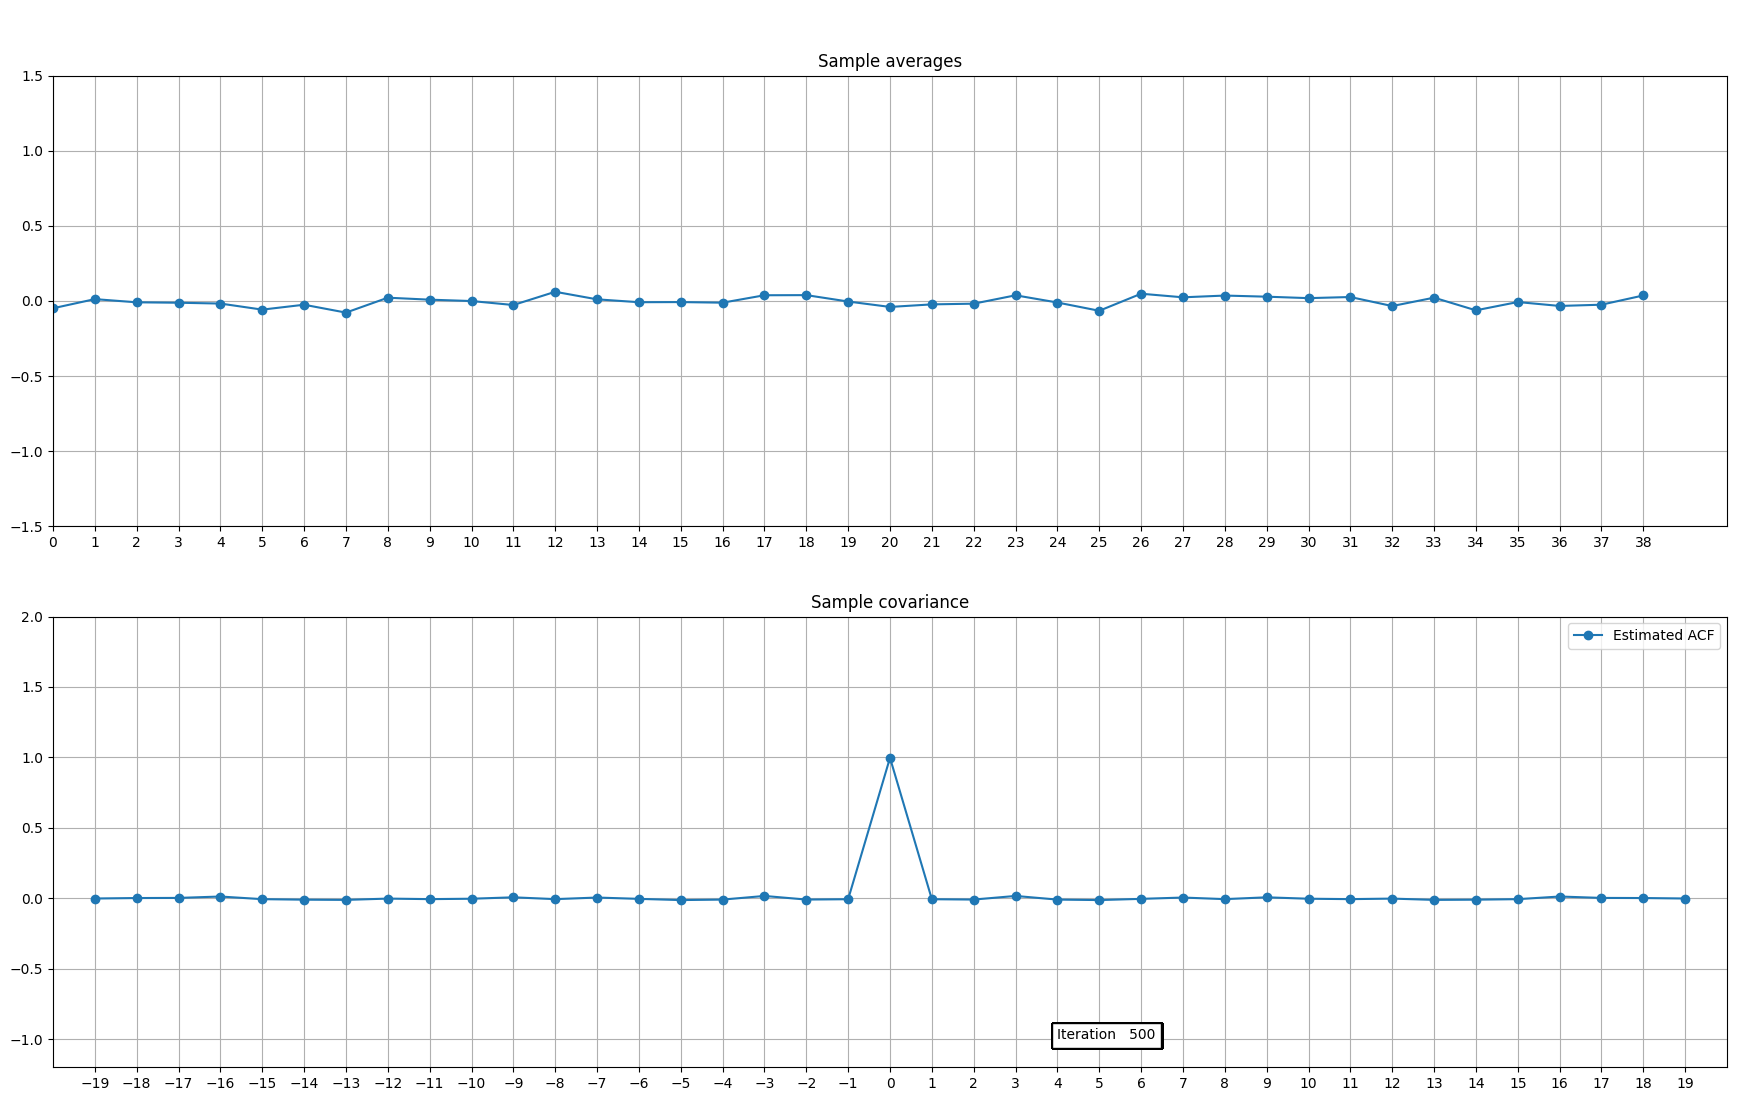 Sample averages
1.5
1.0
0.5
0.0
−0.5
−1.0
−1.5
0 1 2 3 4 5 6 7 8 9 10 11 12 13 14 15 16 17 18 19 20 21 22 23 24 25 26 27 28 29 30 31 32 33 34 35 36 37 38
Sample covariance
2.0
Estimated ACF
1.5
1.0
0.5
0.0
−0.5
−1.0
Iteration   500
−19 −18 −17 −16 −15 −14 −13 −12 −11 −10 −9 −8 −7 −6 −5 −4 −3 −2 −1 0 1 2 3 4 5 6 7 8 9 10 11 12 13 14 15 16 17 18 19